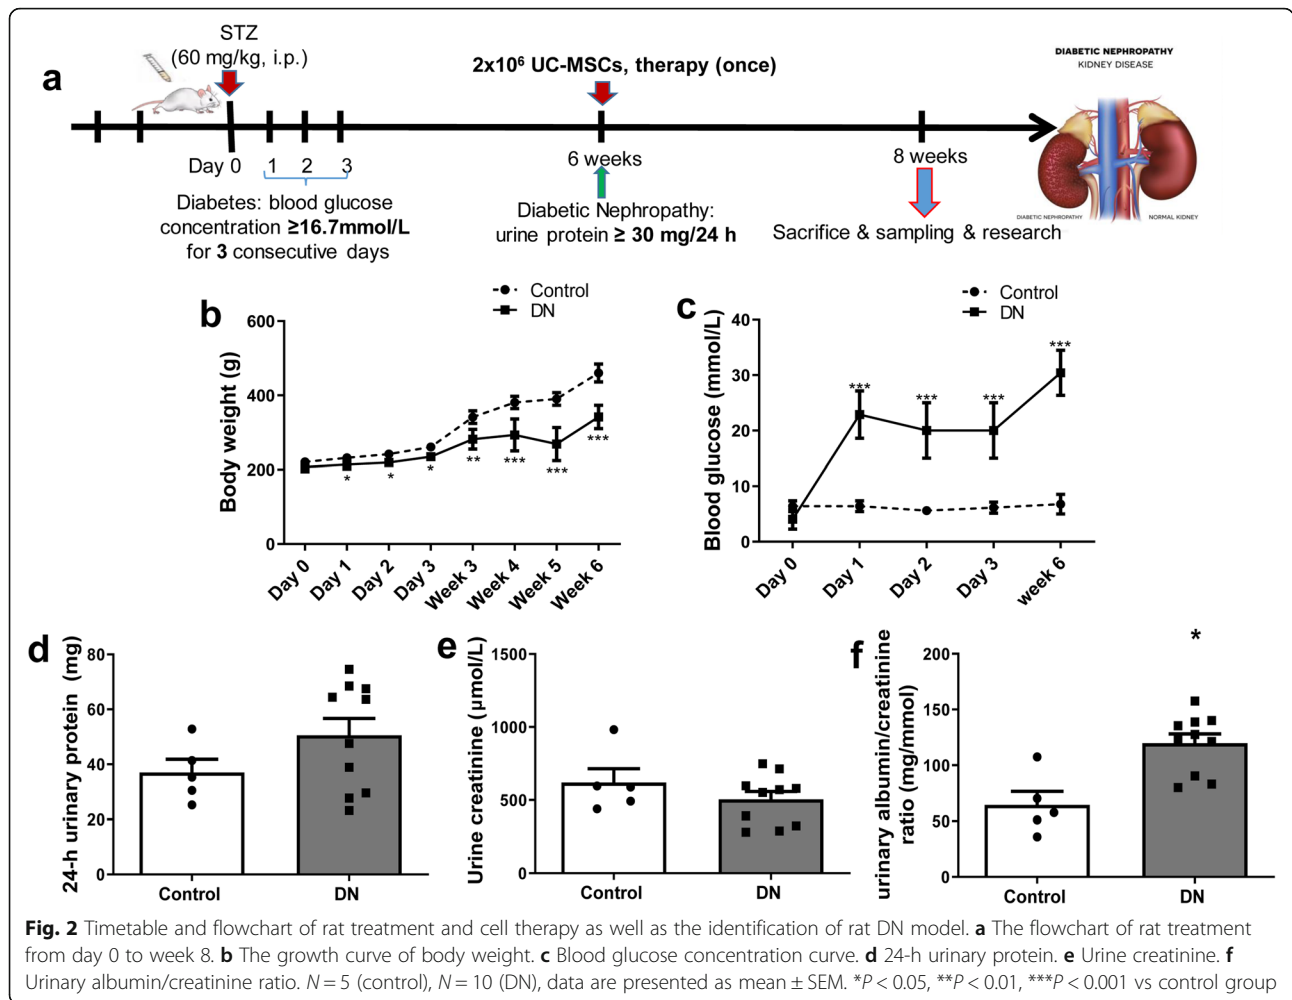 STZ
(60 mg/kg, i.p.)
a
2x10⁶ UC-MSCs, therapy (once)
DIABETIC NEPHROPATHY
KIDNEY DISEASE
Day 0 1 2 3
6 weeks
8 weeks
Diabetes: blood glucose
concentration ≥16.7mmol/L
for 3 consecutive days
Diabetic Nephropathy:
urine protein ≥ 30 mg/24 h
Sacrifice & sampling & research
DIABETIC NEPHROPATHY
NORMAL KIDNEY
b
Control
DN
Body weight (g)
600
400
200
0
*
*
*
**
***
***
***
Day 0
Day 1
Day 2
Day 3
Week 3
Week 4
Week 5
Week 6
c
Control
DN
Blood glucose (mmol/L)
40
30
20
10
0
***
***
***
***
Day 0
Day 1
Day 2
Day 3
week 6
d
24-h urinary protein (mg)
80
60
40
20
0
Control
DN
e
Urine creatinine (μmol/L)
1500
1000
500
0
Control
DN
f
urinary albumin/creatinine
ratio (mg/mmol)
200
150
100
50
0
*
Control
DN
Fig. 2 Timetable and flowchart of rat treatment and cell therapy as well as the identification of rat DN model. a The flowchart of rat treatment
from day 0 to week 8. b The growth curve of body weight. c Blood glucose concentration curve. d 24-h urinary protein. e Urine creatinine. f
Urinary albumin/creatinine ratio. N = 5 (control), N = 10 (DN), data are presented as mean ± SEM. *P < 0.05, **P < 0.01, ***P < 0.001 vs control group